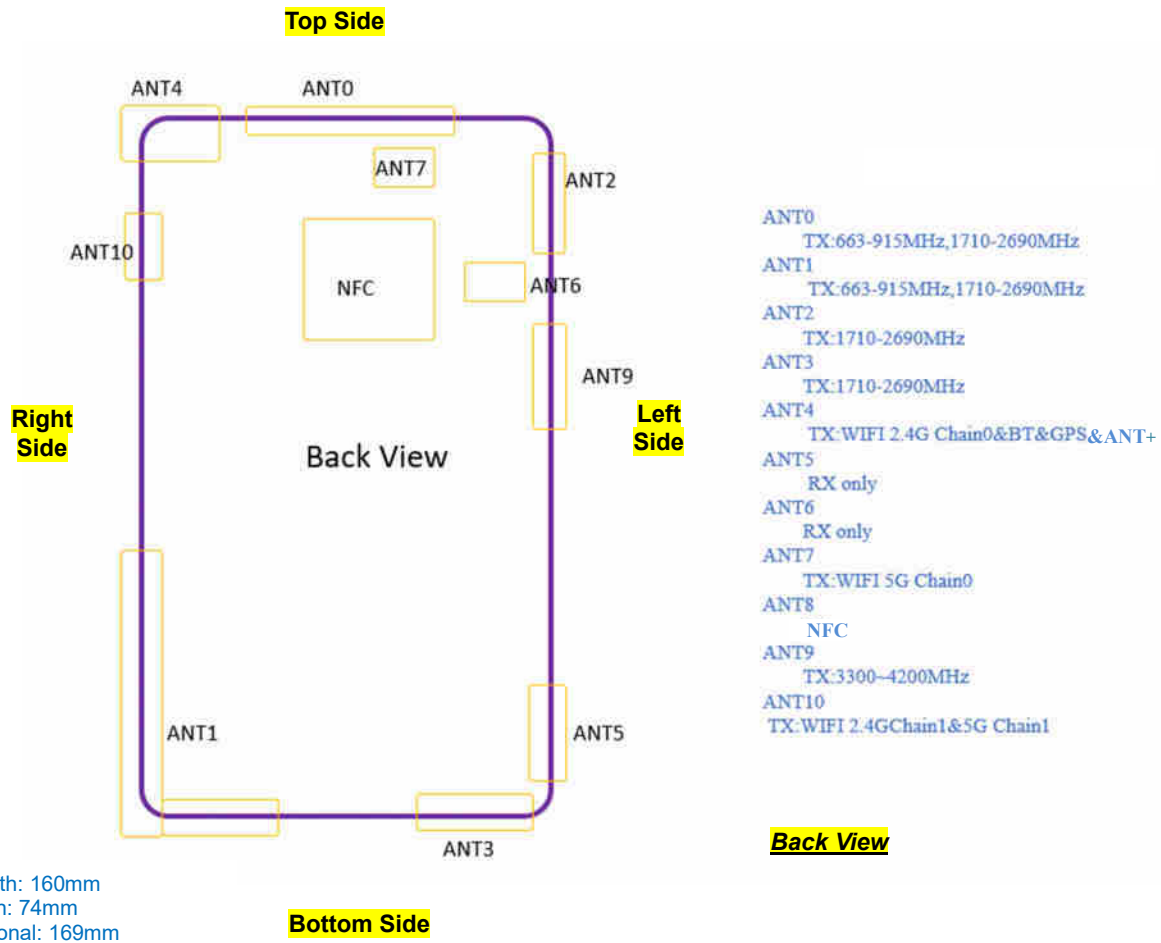 Top Side
ANT4
ANT0
ANT7
ANT2
ANT10
NFC
ANT6
ANT9
Right
Side
Left
Side
Back View
ANT1
ANT5
ANT3
ANT0
TX:663-915MHz,1710-2690MHz
ANT1
TX:663-915MHz,1710-2690MHz
ANT2
TX:1710-2690MHz
ANT3
TX:1710-2690MHz
ANT4
TX:WIFI 2.4G Chain0&BT&GPS&ANT+
ANT5
RX only
ANT6
RX only
ANT7
TX:WIFI 5G Chain0
ANT8
NFC
ANT9
TX:3300~4200MHz
ANT10
TX:WIFI 2.4GChain1&5G Chain1
Back View
160mm
74mm
169mm
Bottom Side